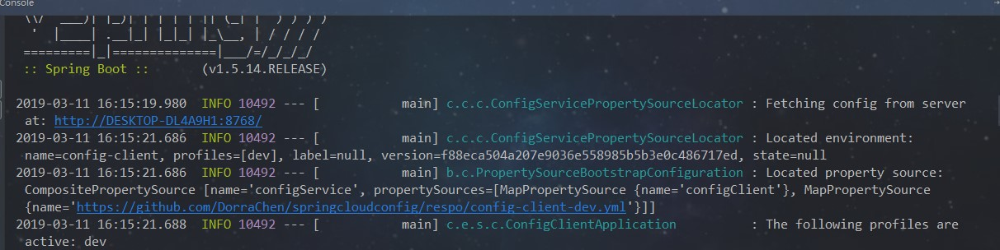 Console
\\/  ___)| |_)| | | | | || (_| |  ) ) ) )
'  |____| .__|_| |_|_| |_\__, | / / / /
=========|_|==============|___/=/_/_/_/
:: Spring Boot ::       (v1.5.14.RELEASE)
2019-03-11 16:15:19.980  INFO 10492 --- [           main] c.c.c.ConfigServicePropertySourceLocator : Fetching config from server
at: http://DESKTOP-DL4A9H1:8768/
2019-03-11 16:15:21.686  INFO 10492 --- [           main] c.c.c.ConfigServicePropertySourceLocator : Located environment:
name=config-client, profiles=[dev], label=null, version=f88eca504a207e9036e558985b5b3e0c486717ed, state=null
2019-03-11 16:15:21.686  INFO 10492 --- [           main] b.c.PropertySourceBootstrapConfiguration : Located property source:
CompositePropertySource [name='configService', propertySources=[MapPropertySource {name='configClient'}, MapPropertySource
{name='https://github.com/DorraChen/springcloudconfig/respo/config-client-dev.yml'}]]
2019-03-11 16:15:21.688  INFO 10492 --- [           main] c.e.s.c.ConfigClientApplication          : The following profiles are
active: dev